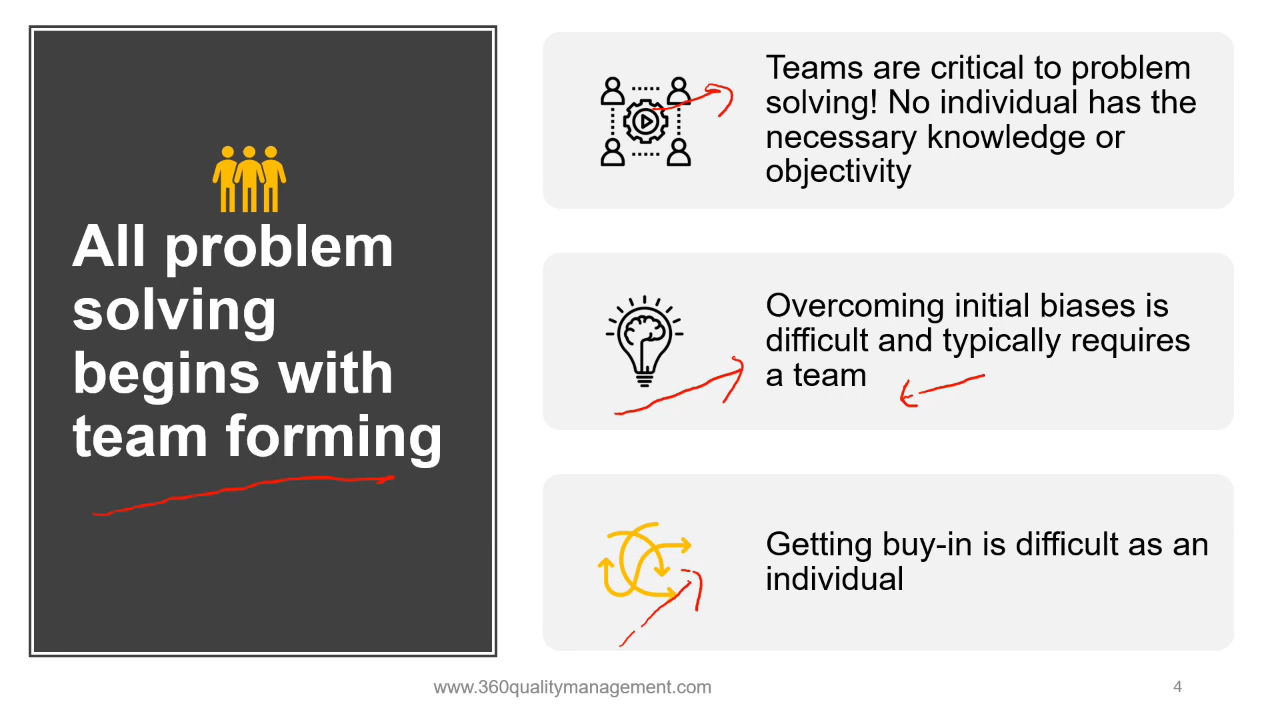 All problem
solving
begins with
team forming
Teams are critical to problem
solving! No individual has the
necessary knowledge or
objectivity
Overcoming initial biases is
difficult and typically requires
a team
Getting buy-in is difficult as an
individual
www.360qualitymanagement.com
4